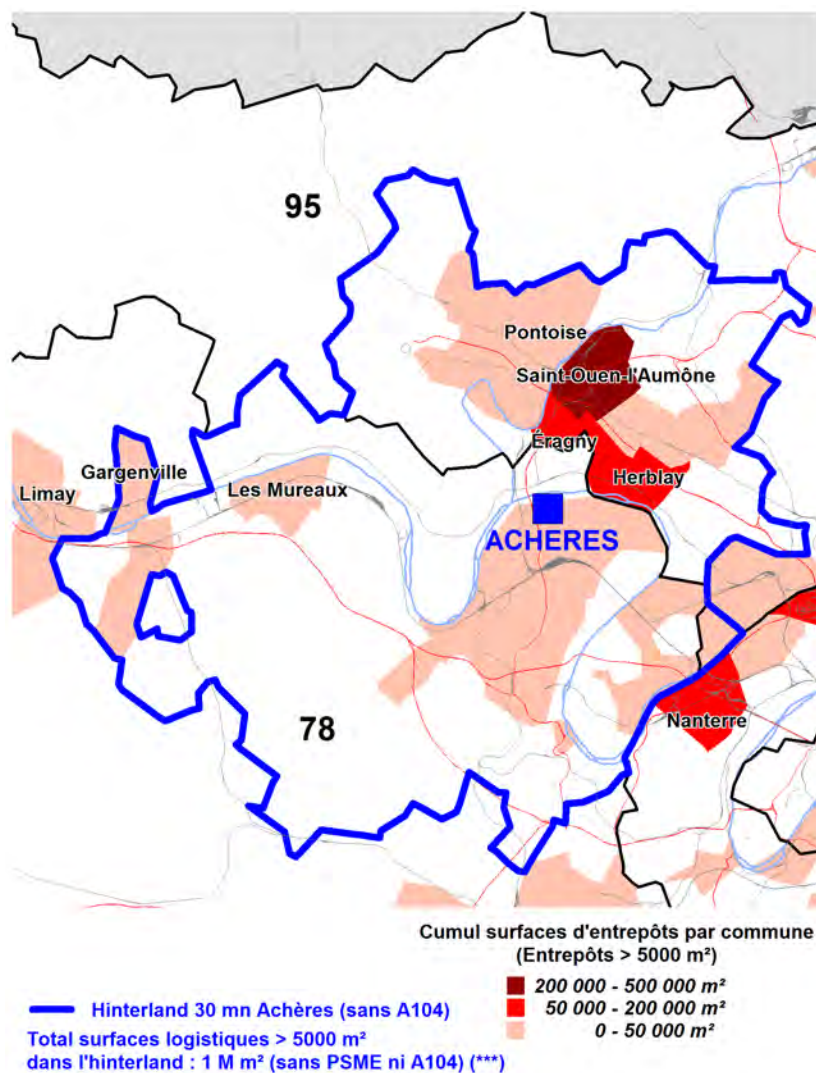 95
Pontoise
Saint-Ouen-l'Aumône
Éragny
Gargenville
Herblay
Limay
Les Mureaux
ACHERES
78
Nanterre
Cumul surfaces d'entrepôts par commune
(Entrepôts > 5000 m²)
200 000 - 500 000 m²
50 000 - 200 000 m²
0 - 50 000 m²
Hinterland 30 mn Achères (sans A104)
Total surfaces logistiques > 5000 m²
dans l'hinterland : 1 M m² (sans PSME ni A104) (***)